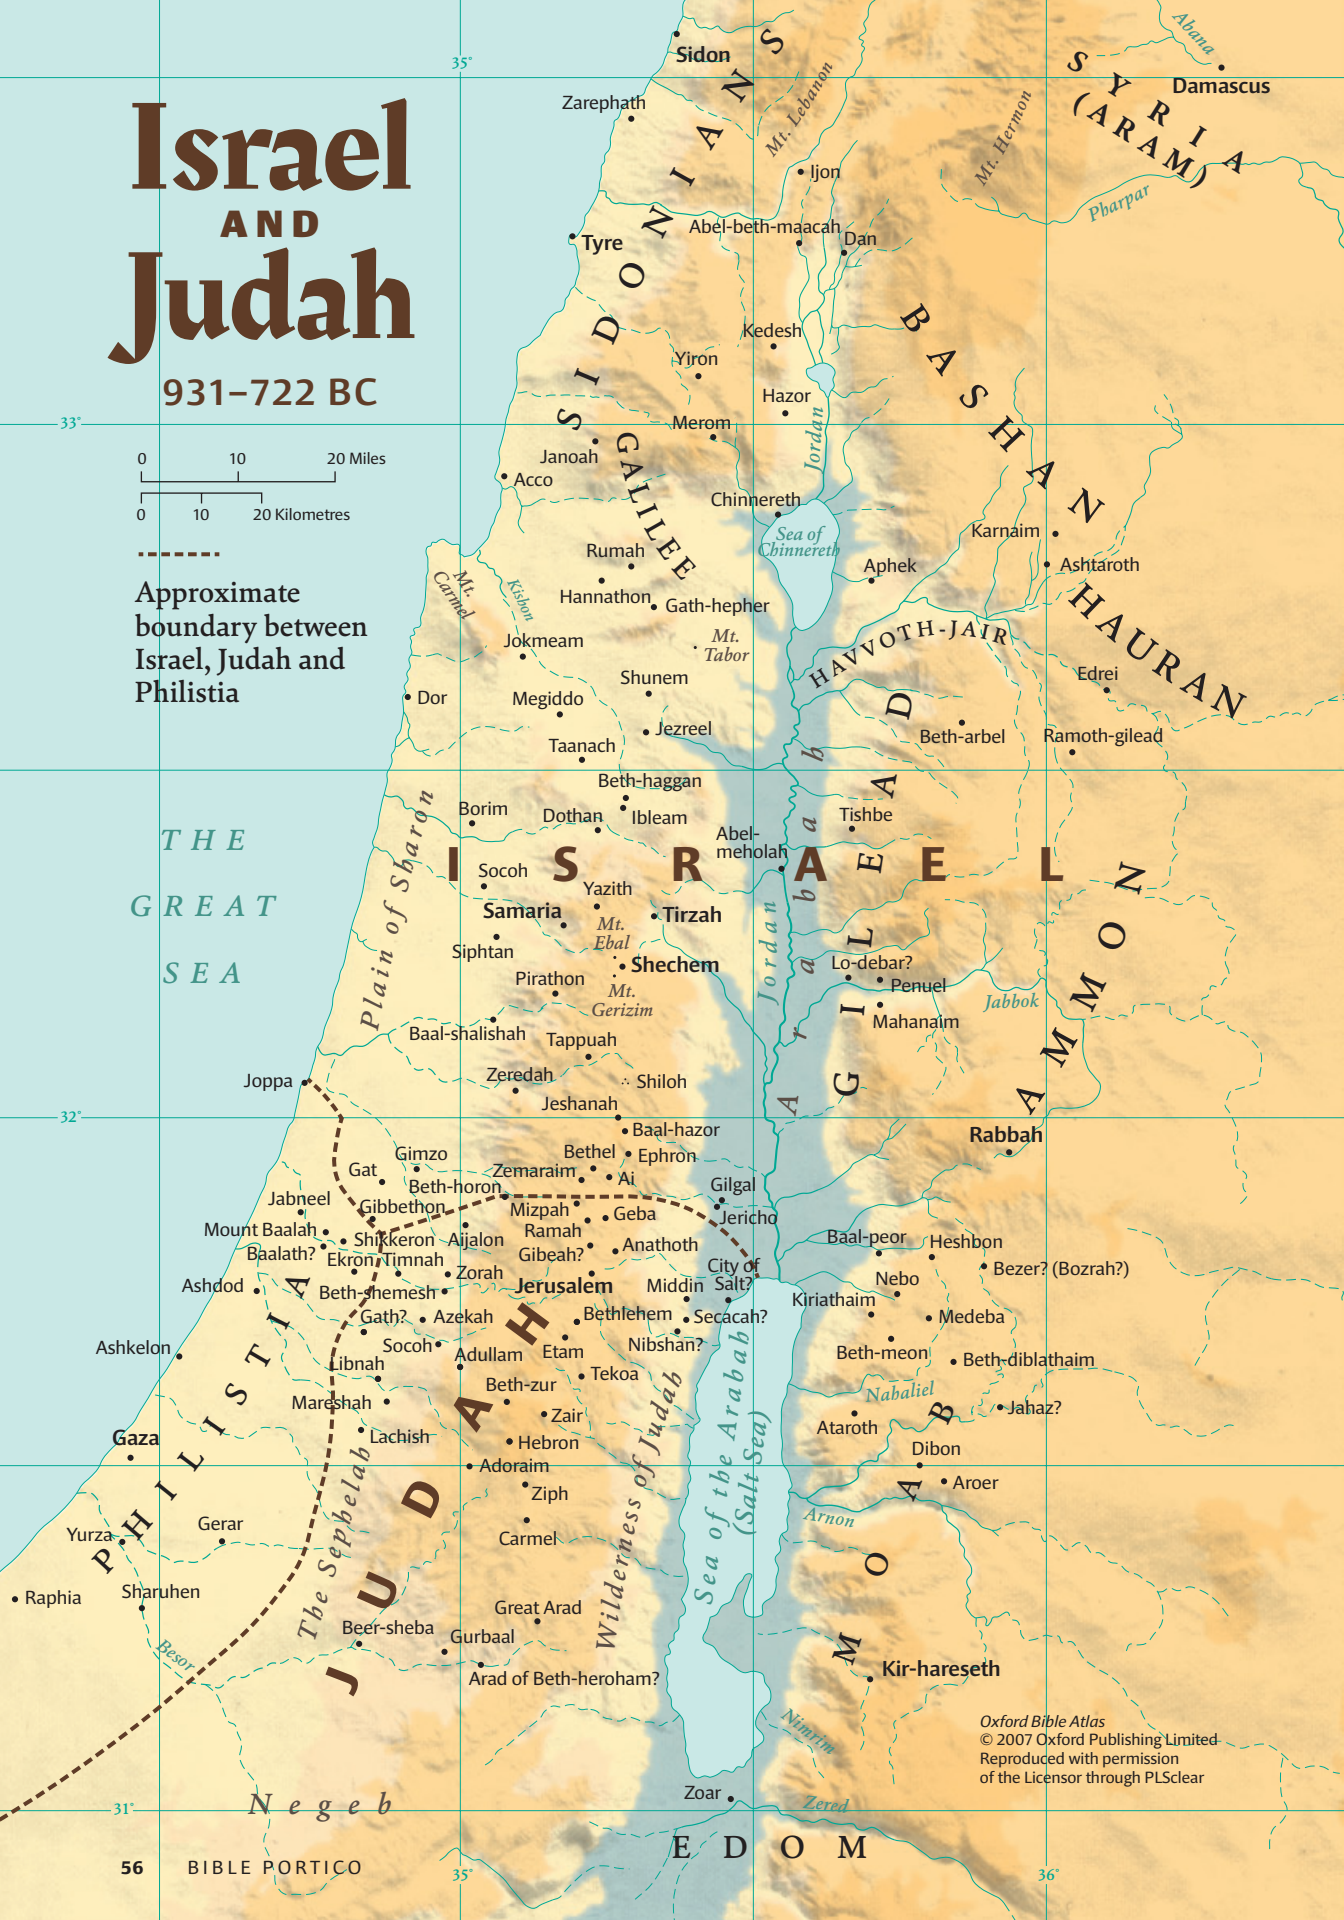 Israel
AND
Judah
931–722 BC
0 10 20 Miles
0 10 20 Kilometres
Approximate
boundary between
Israel, Judah and
Philistia
35°
33°
32°
31°
35°
36°
THE
GREAT
SEA
Sidon
Zarephath
SIDONIANS
Mt. Lebanon
Mt. Hermon
Abana
Damascus
SYRIA
(ARAM)
Pharpar
Ijon
Abel-beth-maacah
Dan
Tyre
BASHAN
Kedesh
Yiron
Hazor
Merom
Jordan
Janoah
GALILEE
Acco
Chinnereth
Sea of
Chinnereth
Karnaim
Ashtaroth
Aphek
Rumah
Hannathon
Gath-hepher
Mt.
Carmel
Kishon
Mt.
Tabor
HAVVOTH-JAIR
HAURAN
Jokmeam
Dor
Megiddo
Shunem
Jezreel
Taanach
Edrei
Beth-arbel
Ramoth-gilead
Beth-haggan
Borim
Dothan
Ibleam
Tishbe
Abel-
meholah
ISRAEL
Plain of Sharon
Socoh
Yazith
Samaria
Tirzah
Mt.
Ebal
Siphtan
Shechem
Pirathon
Mt.
Gerizim
Jordan
Arabah
GILEAD
Lo-debar?
Penuel
Jabbok
Mahanaim
AMMON
Baal-shalishah
Tappuah
Joppa
Zeredah
Shiloh
Jeshanah
Baal-hazor
Rabbah
Gimzo
Bethel
Ephron
Gat
Zemaraim
Ai
Beth-horon
Gilgal
Jabneel
Gibbethon
Mizpah
Geba
Jericho
Mount Baalah
Shikkeron
Aijalon
Ramah
Baalath?
Gibeah?
Anathoth
Baal-peor
Heshbon
Ekron
Timnah
Zorah
City of
Salt?
Bezer? (Bozrah?)
Ashdod
Beth-shemesh
Jerusalem
Middin
Nebo
Kiriathaim
Gath?
Azekah
Bethlehem
Secacah?
Medeba
Ashkelon
Socoh
Etam
Nibshan?
Beth-meon
Beth-diblathaim
Libnah
Adullam
Tekoa
Mareshah
Beth-zur
Nahaliel
Zair
Ataroth
Jahaz?
Gaza
Lachish
Hebron
Dibon
Adoraim
Aroer
Ziph
Arnon
PHILISTIA
JUDAH
MOAB
The Sephelah
Wilderness of Judah
Sea of the Arabah
(Salt Sea)
Yurza
Gerar
Carmel
Raphia
Sharuhen
Great Arad
Beer-sheba
Gurbaal
Besor
Arad of Beth-heroham?
Kir-hareseth
Nimrim
Zoar
Zered
Negeb
EDOM
Oxford Bible Atlas
© 2007 Oxford Publishing Limited
Reproduced with permission
of the Licensor through PLSclear
56 BIBLE PORTICO